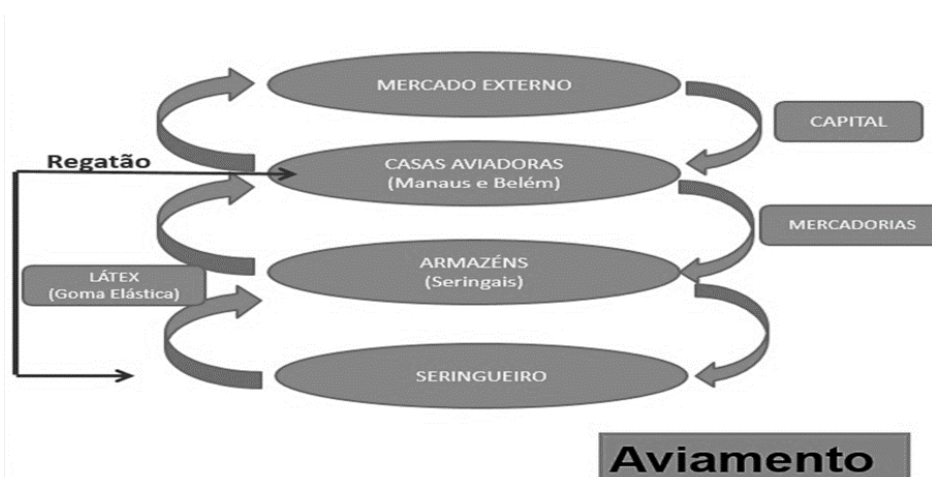 MERCADO EXTERNO
CAPITAL
Regatão
CASAS AVIADORAS
(Manaus e Belém)
MERCADORIAS
ARMAZÉNS
(Seringais)
LÁTEX
(Goma Elástica)
SERINGUEIRO
Aviamento